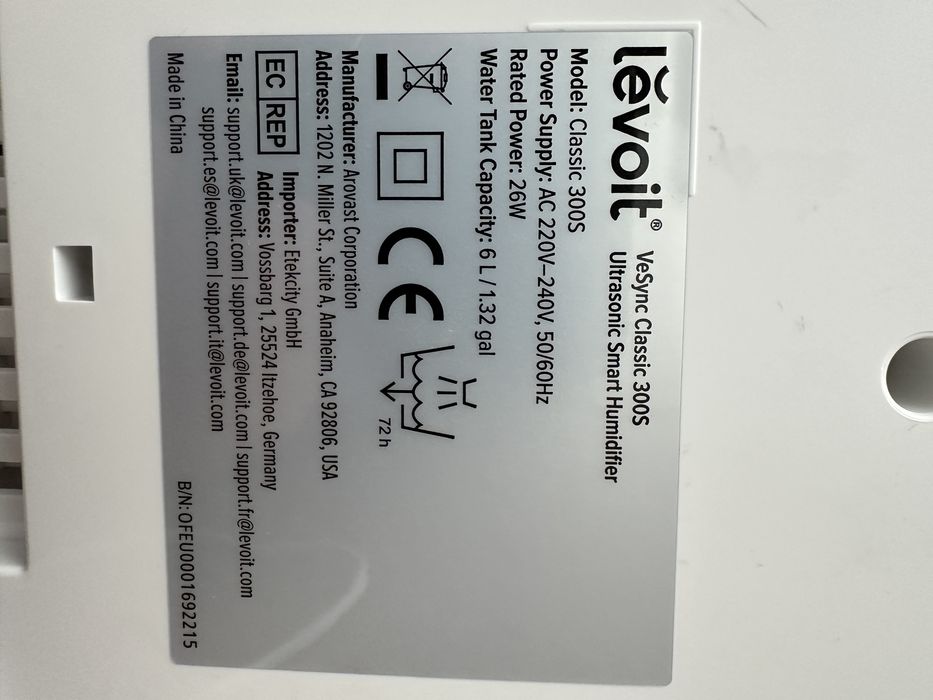 levoit®
VeSync Classic 300S
Ultrasonic Smart Humidifier
Model: Classic 300S
Power Supply: AC 220V–240V, 50/60Hz
Rated Power: 26W
Water Tank Capacity: 6 L / 1.32 gal
CE
72 h
Manufacturer: Arovast Corporation
Address: 1202 N. Miller St., Suite A, Anaheim, CA 92806, USA
EC REP
Importer: Etekcity GmbH
Address: Vossbarg 1, 25524 Itzehoe, Germany
Email: support.uk@levoit.com | support.de@levoit.com | support.fr@levoit.com
support.es@levoit.com | support.it@levoit.com
Made in China
B/N: OFEU0001692215